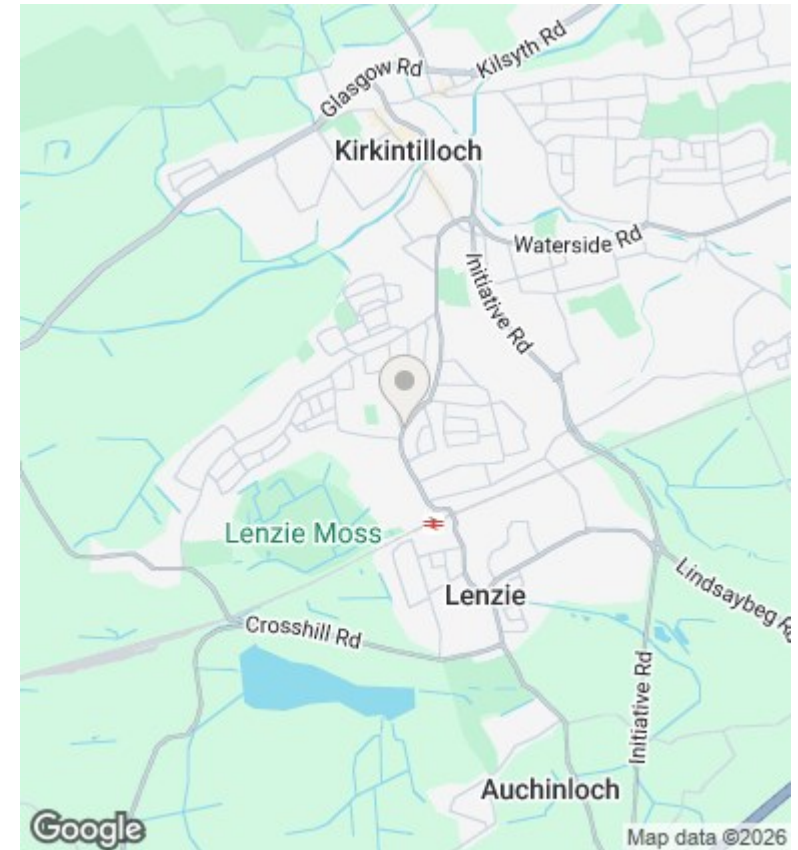 Kilsyth Rd
Glasgow Rd
Kirkintilloch
Waterside Rd
Initiative Rd
Lenzie Moss
Lenzie
Lindsaybeg Rd
Crosshill Rd
Initiative Rd
Auchinloch
Google
Map data ©2026